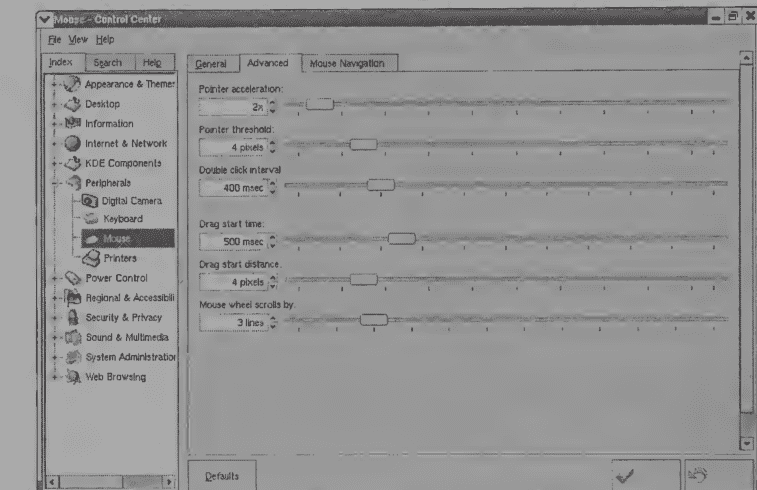 Mouse - Control Center
File View Help
Index Search Help
General Advanced Mouse Navigation
Appearance & Themes
Desktop
Information
Internet & Network
KDE Components
Peripherals
Digital Camera
Keyboard
Mouse
Printers
Power Control
Regional & Accessibili
Security & Privacy
Sound & Multimedia
System Administration
Web Browsing
Pointer acceleration:
2x
Pointer threshold:
4 pixels
Double click interval
400 msec
Drag start time:
500 msec
Drag start distance:
4 pixels
Mouse wheel scrolls by:
3 lines
Defaults